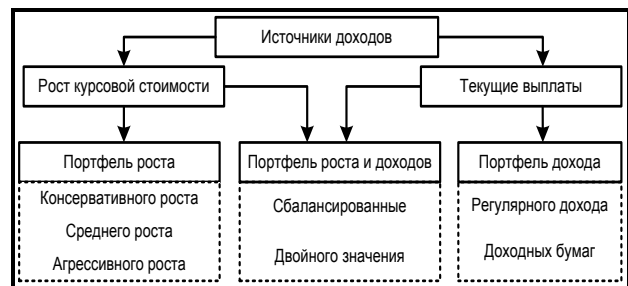 Источники доходов
Рост курсовой стоимости
Текущие выплаты
Портфель роста
Портфель роста и доходов
Портфель дохода
Консервативного роста
Среднего роста
Агрессивного роста
Сбалансированные
Двойного значения
Регулярного дохода
Доходных бумаг